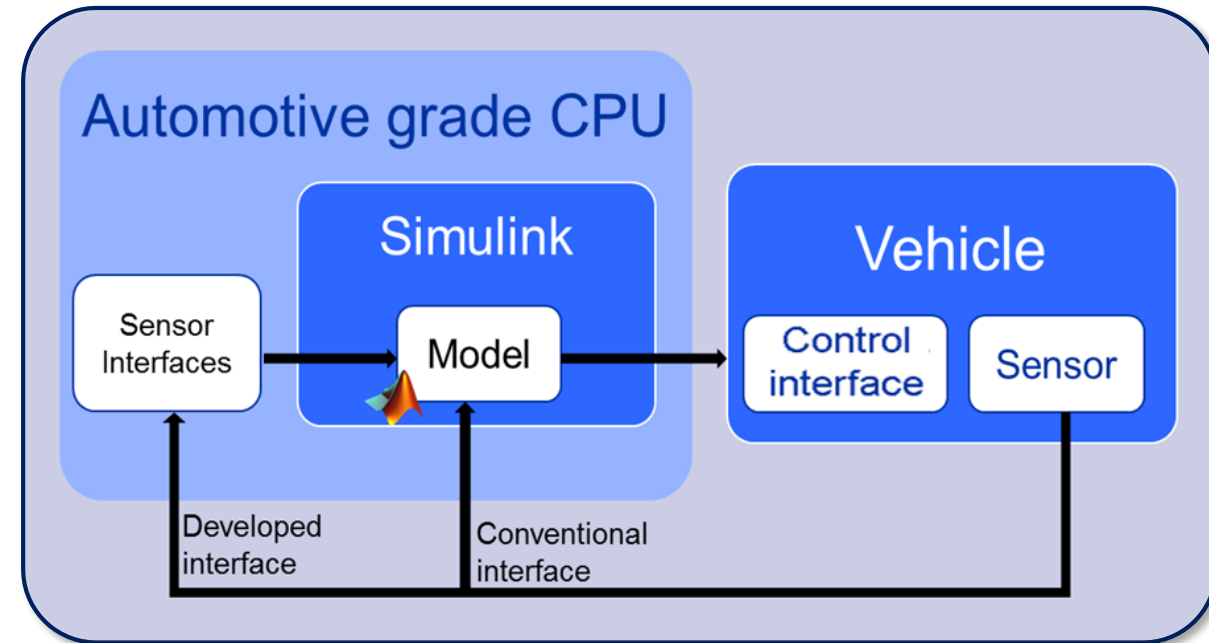 Automotive grade CPU
Simulink
Vehicle
Sensor
Interfaces
Model
Control
interface
Sensor
Developed
interface
Conventional
interface